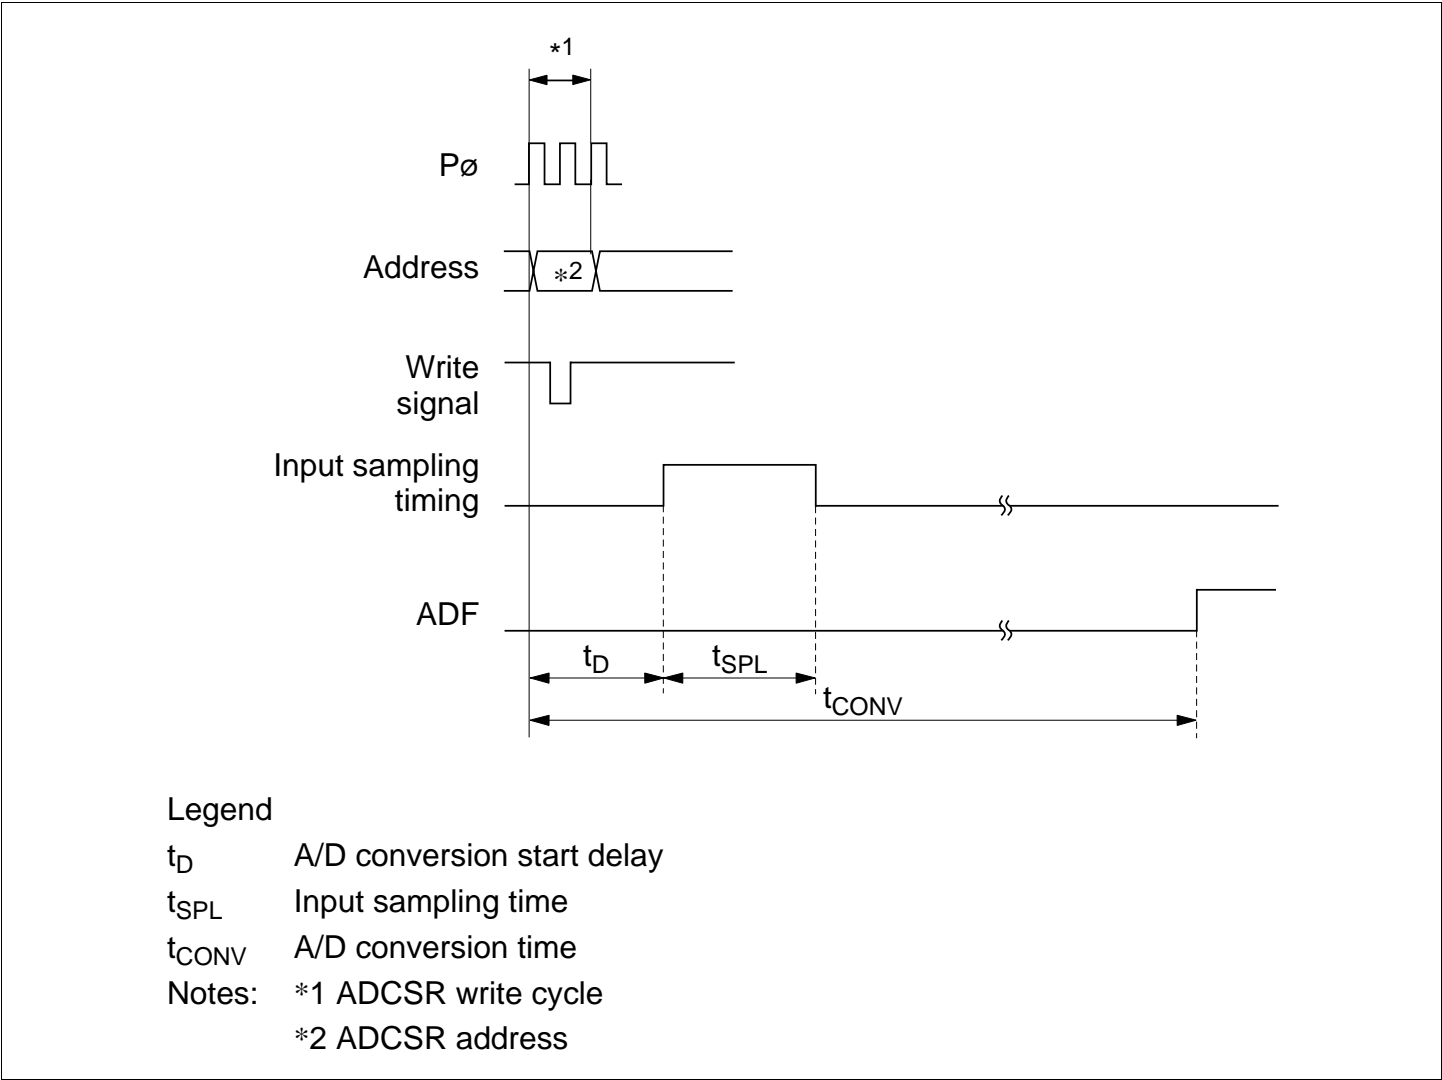 *1
Pø
Address
*2
Write
signal
Input sampling
timing
ADF
tD
tSPL
tCONV
Legend
tD A/D conversion start delay
tSPL Input sampling time
tCONV A/D conversion time
Notes: *1 ADCSR write cycle
*2 ADCSR address